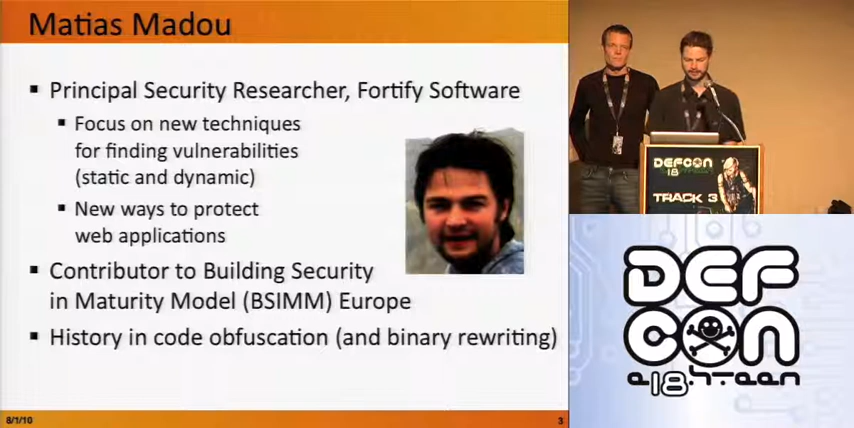 Matias Madou
▪ Principal Security Researcher, Fortify Software
▪ Focus on new techniques
for finding vulnerabilities
(static and dynamic)
▪ New ways to protect
web applications
▪ Contributor to Building Security
in Maturity Model (BSIMM) Europe
▪ History in code obfuscation (and binary rewriting)
8/1/10
3
DEFCON
18
TRACK 3
DEF
CON
e18h.teen